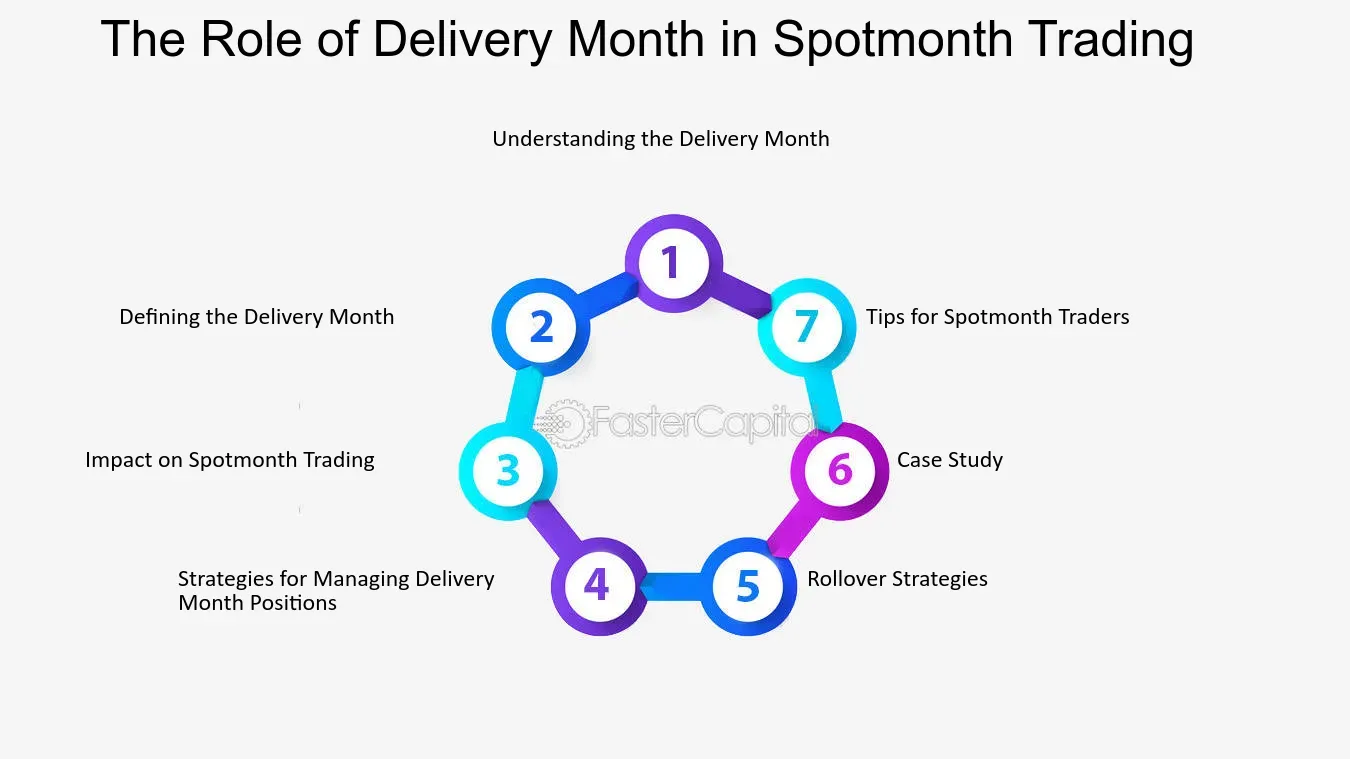 The Role of Delivery Month in Spotmonth Trading
Understanding the Delivery Month
1
2
Defining the Delivery Month
7
Tips for Spotmonth Traders
FasterCapital
3
Impact on Spotmonth Trading
6
Case Study
4
Strategies for Managing Delivery
Month Positions
5
Rollover Strategies